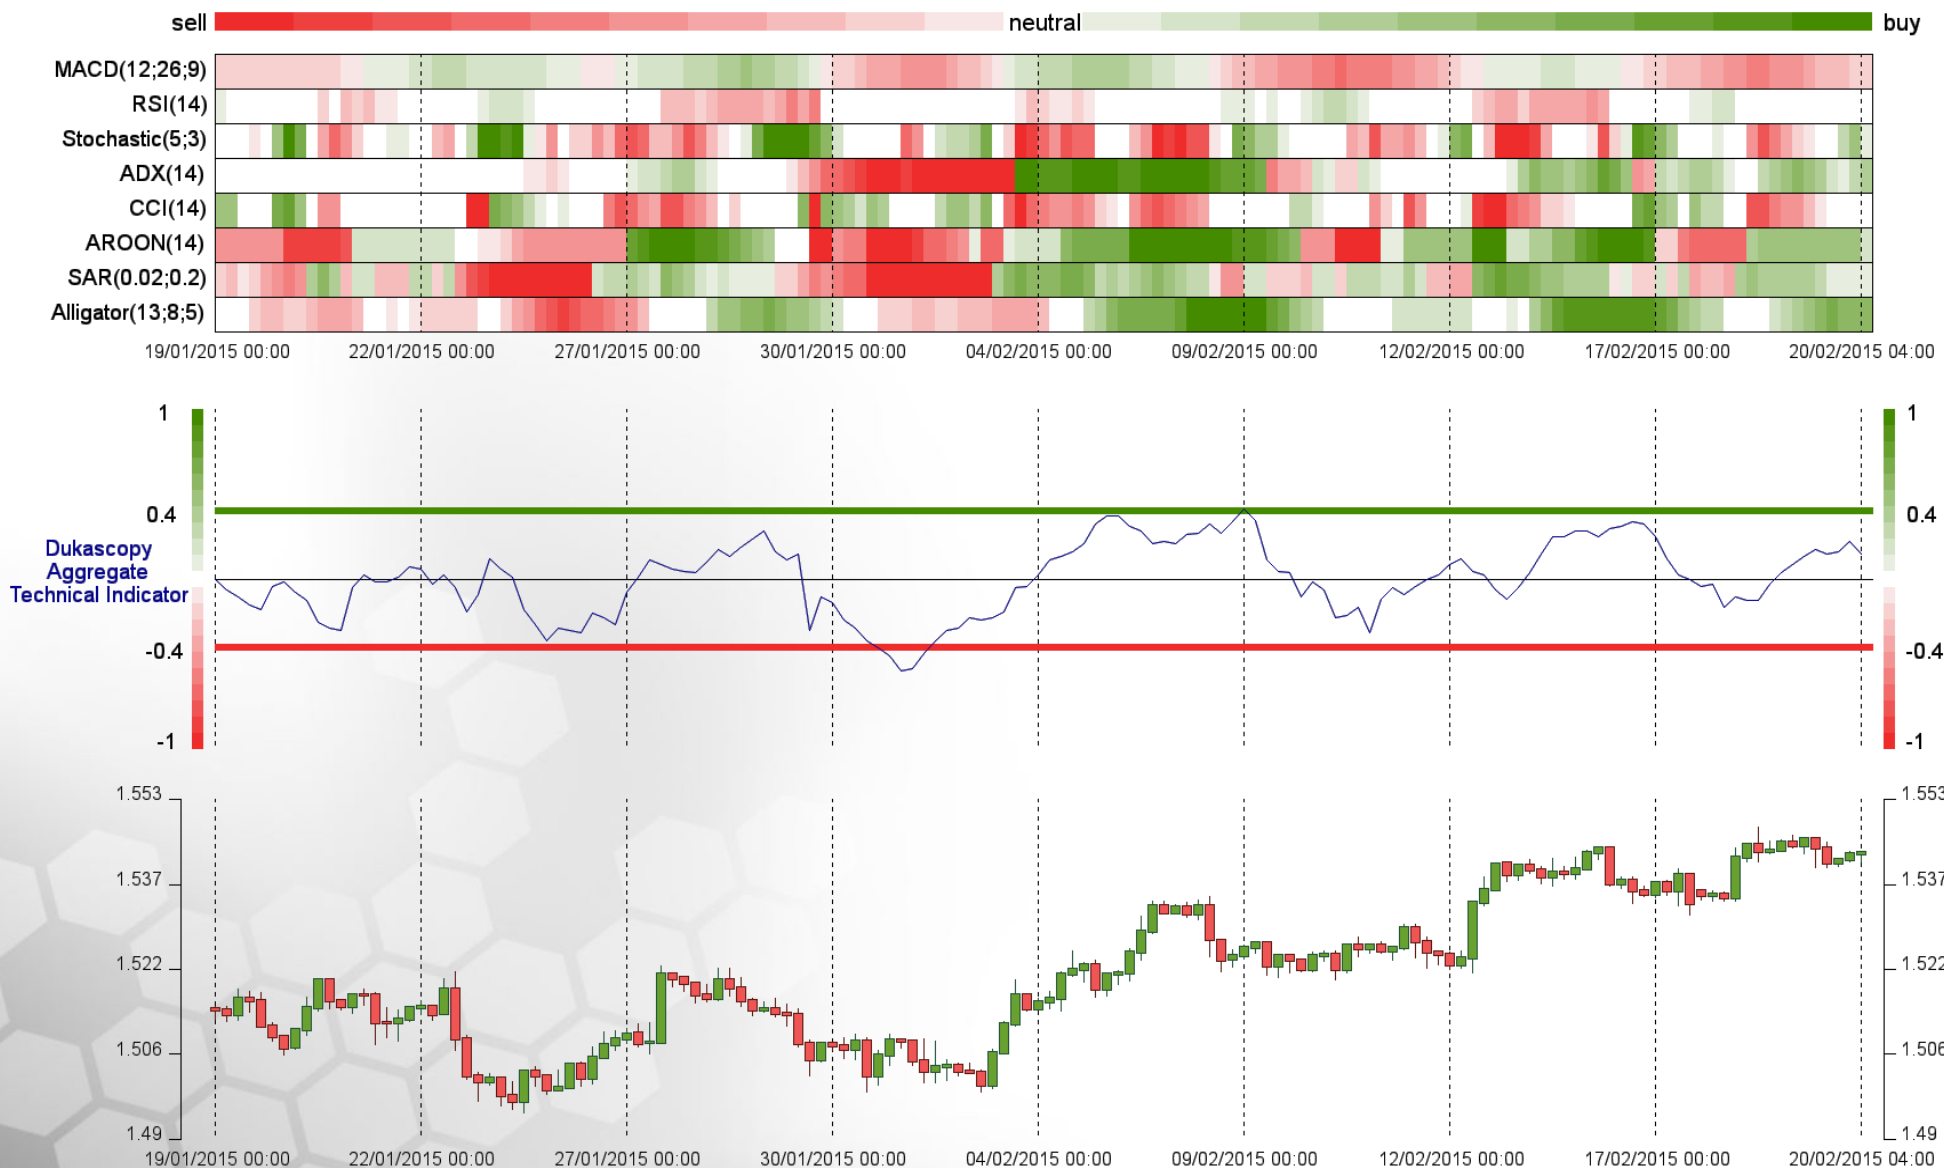 sell neutral buy
MACD(12;26;9)
RSI(14)
Stochastic(5;3)
ADX(14)
CCI(14)
AROON(14)
SAR(0.02;0.2)
Alligator(13;8;5)
19/01/2015 00:00 22/01/2015 00:00 27/01/2015 00:00 30/01/2015 00:00 04/02/2015 00:00 09/02/2015 00:00 12/02/2015 00:00 17/02/2015 00:00 20/02/2015 04:00
1 1
0.4 0.4
Dukascopy
Aggregate
Technical Indicator
-0.4 -0.4
-1 -1
1.553 1.553
1.537 1.537
1.522 1.522
1.506 1.506
1.49 1.49
19/01/2015 00:00 22/01/2015 00:00 27/01/2015 00:00 30/01/2015 00:00 04/02/2015 00:00 09/02/2015 00:00 12/02/2015 00:00 17/02/2015 00:00 20/02/2015 04:00